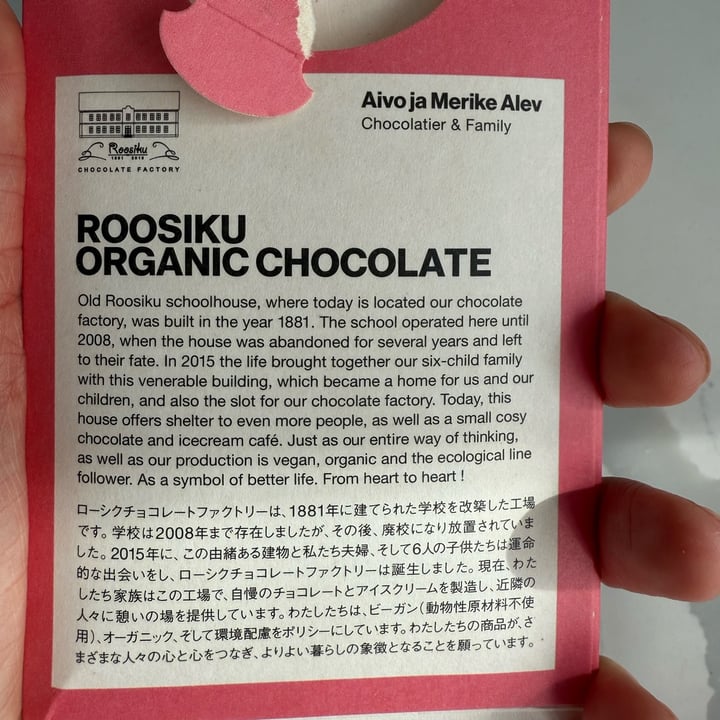 Roosiku
1881 2015
CHOCOLATE FACTORY
Aivo ja Merike Alev
Chocolatier & Family
ROOSIKU
ORGANIC CHOCOLATE
Old Roosiku schoolhouse, where today is located our chocolate
factory, was built in the year 1881. The school operated here until
2008, when the house was abandoned for several years and left
to their fate. In 2015 the life brought together our six-child family
with this venerable building, which became a home for us and our
children, and also the slot for our chocolate factory. Today, this
house offers shelter to even more people, as well as a small cosy
chocolate and icecream café. Just as our entire way of thinking,
as well as our production is vegan, organic and the ecological line
follower. As a symbol of better life. From heart to heart !
ローシクチョコレートファクトリーは、1881年に建てられた学校を改築した工場
です。学校は2008年まで存在しましたが、その後、廃校になり放置されていま
した。2015年に、この由緒ある建物と私たち夫婦、そして6人の子供たちは運命
的な出会いをし、ローシクチョコレートファクトリーは誕生しました。現在、わた
したち家族はこの工場で、自慢のチョコレートとアイスクリームを製造し、近隣の
人々に憩いの場を提供しています。わたしたちは、ビーガン(動物性原材料不使
用)、オーガニック、そして環境配慮をポリシーにしています。わたしたちの商品が、さ
まざまな人々の心と心をつなぎ、よりよい暮らしの象徴となることを願っています。